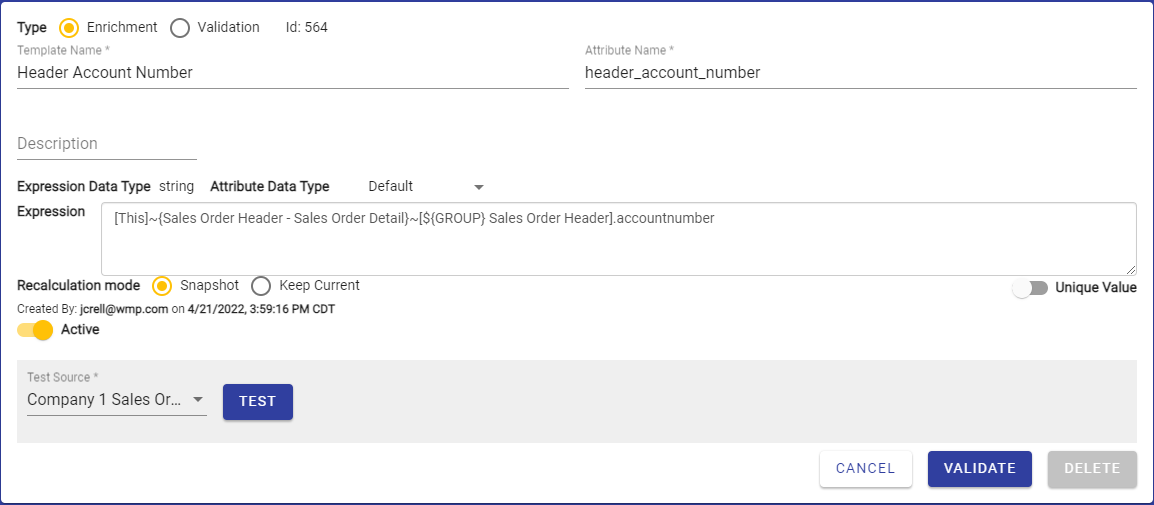 Type Enrichment Validation Id: 564
Template Name * Attribute Name *
Header Account Number header_account_number
Description
Expression Data Type string Attribute Data Type Default
Expression [This]~{Sales Order Header - Sales Order Detail}~[${GROUP} Sales Order Header].accountnumber
Recalculation mode Snapshot Keep Current Unique Value
Created By: jcrell@wmp.com on 4/21/2022, 3:59:16 PM CDT
Active
Test Source *
Company 1 Sales Or... TEST
CANCEL VALIDATE DELETE